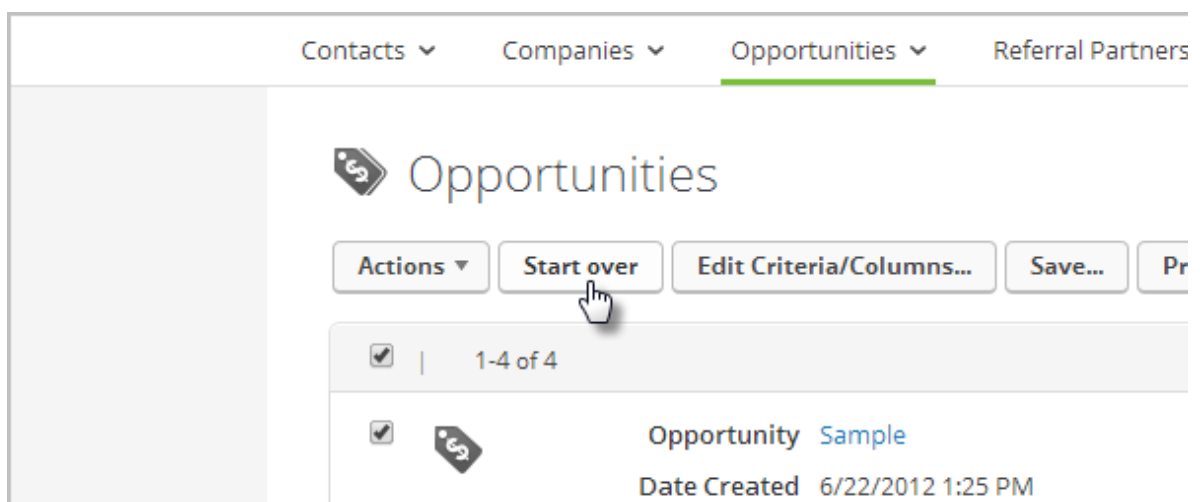 Contacts Companies Opportunities Referral Partners
Opportunities
Actions Start over Edit Criteria/Columns... Save... Pr
| 1-4 of 4
Opportunity Sample
Date Created 6/22/2012 1:25 PM